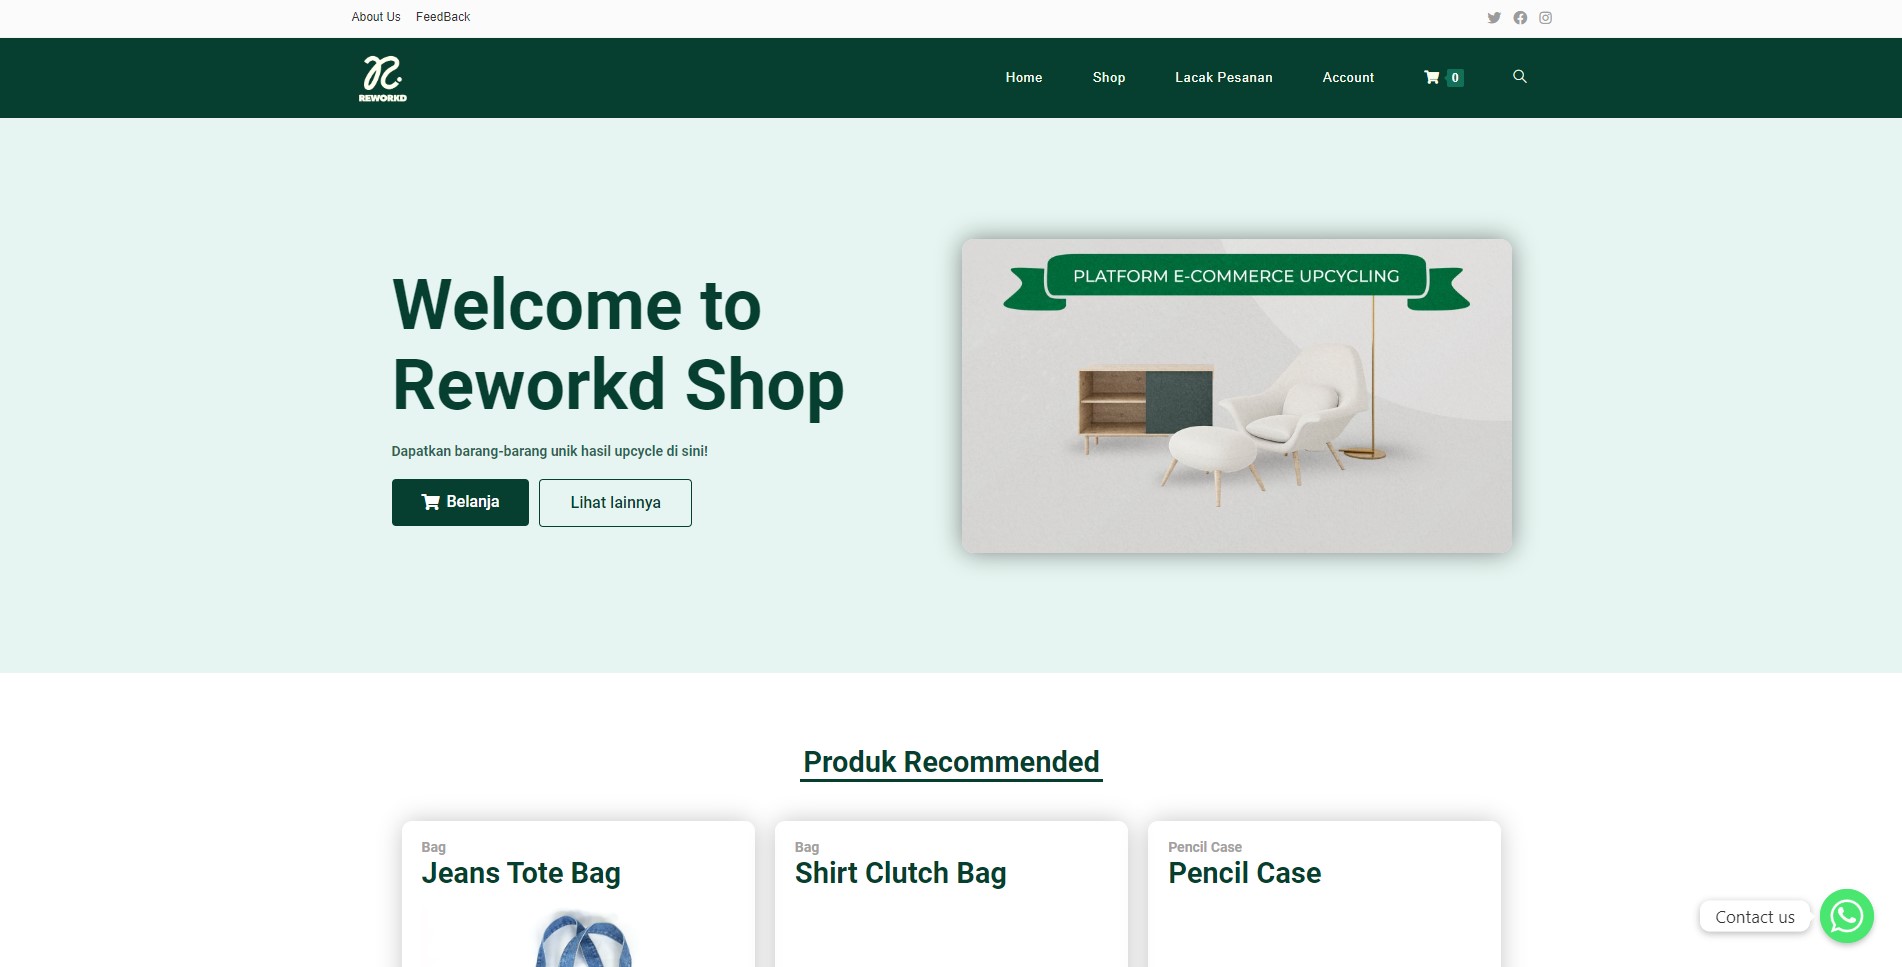 About Us FeedBack
REWORKD
Home Shop Lacak Pesanan Account 0
Welcome to
Reworkd Shop
Dapatkan barang-barang unik hasil upcycle di sini!
Belanja Lihat lainnya
PLATFORM E-COMMERCE UPCYCLING
Produk Recommended
Bag
Jeans Tote Bag
Bag
Shirt Clutch Bag
Pencil Case
Pencil Case
Contact us